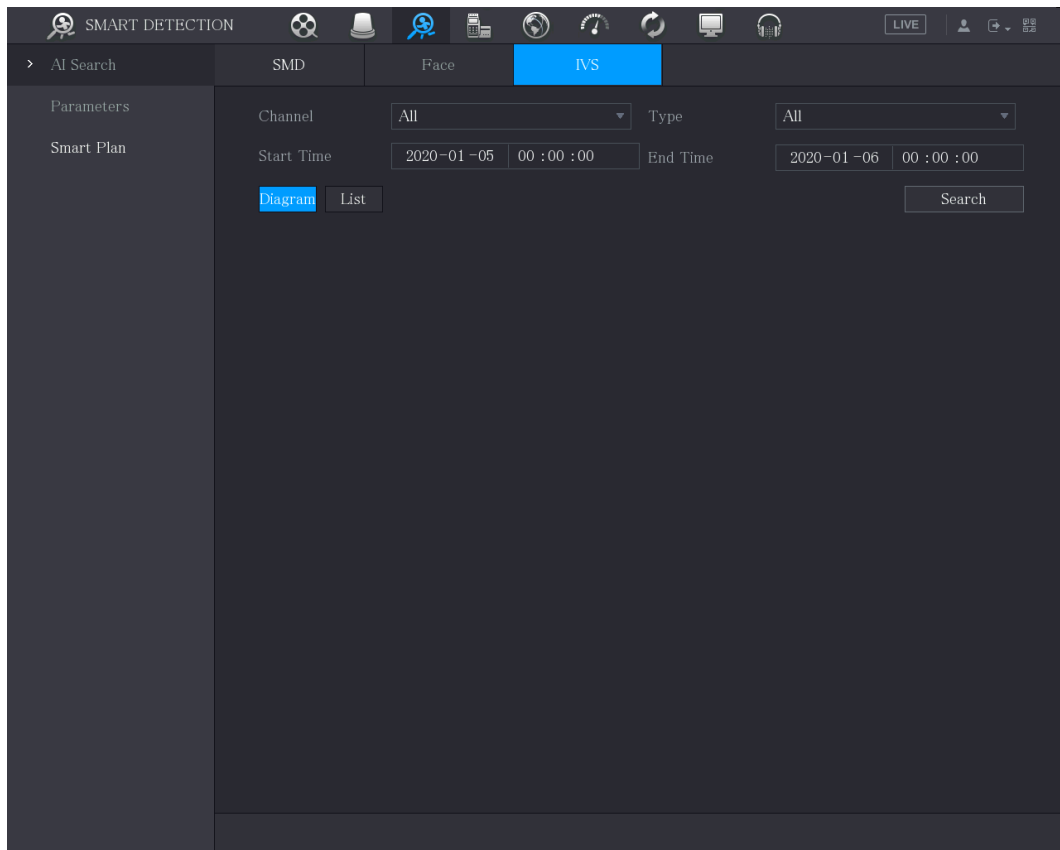 SMART DETECTION LIVE
> AI Search SMD Face IVS
Parameters Channel All Type All
Smart Plan Start Time 2020-01-05 00:00:00 End Time 2020-01-06 00:00:00
Diagram List Search